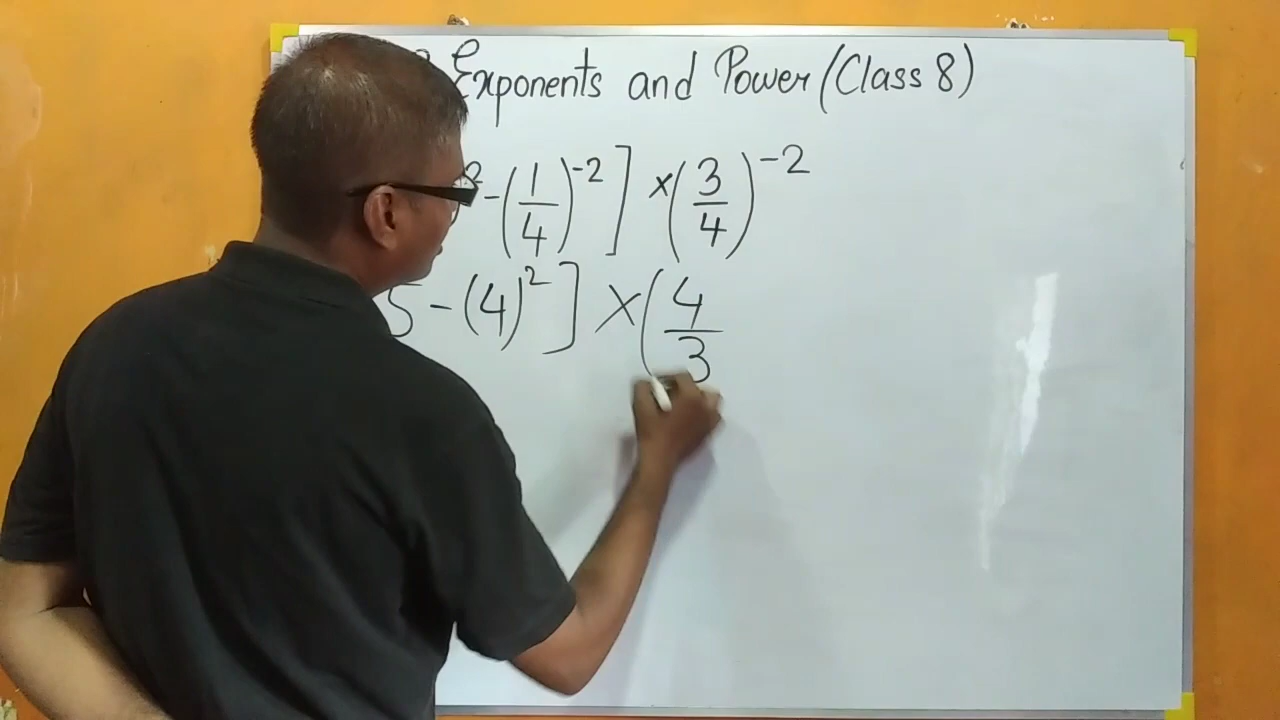 Exponents and Power (Class 8)
2 - (1/4)^-2 ] × (3/4)^-2
5 - (4)^2 ] × (4/3